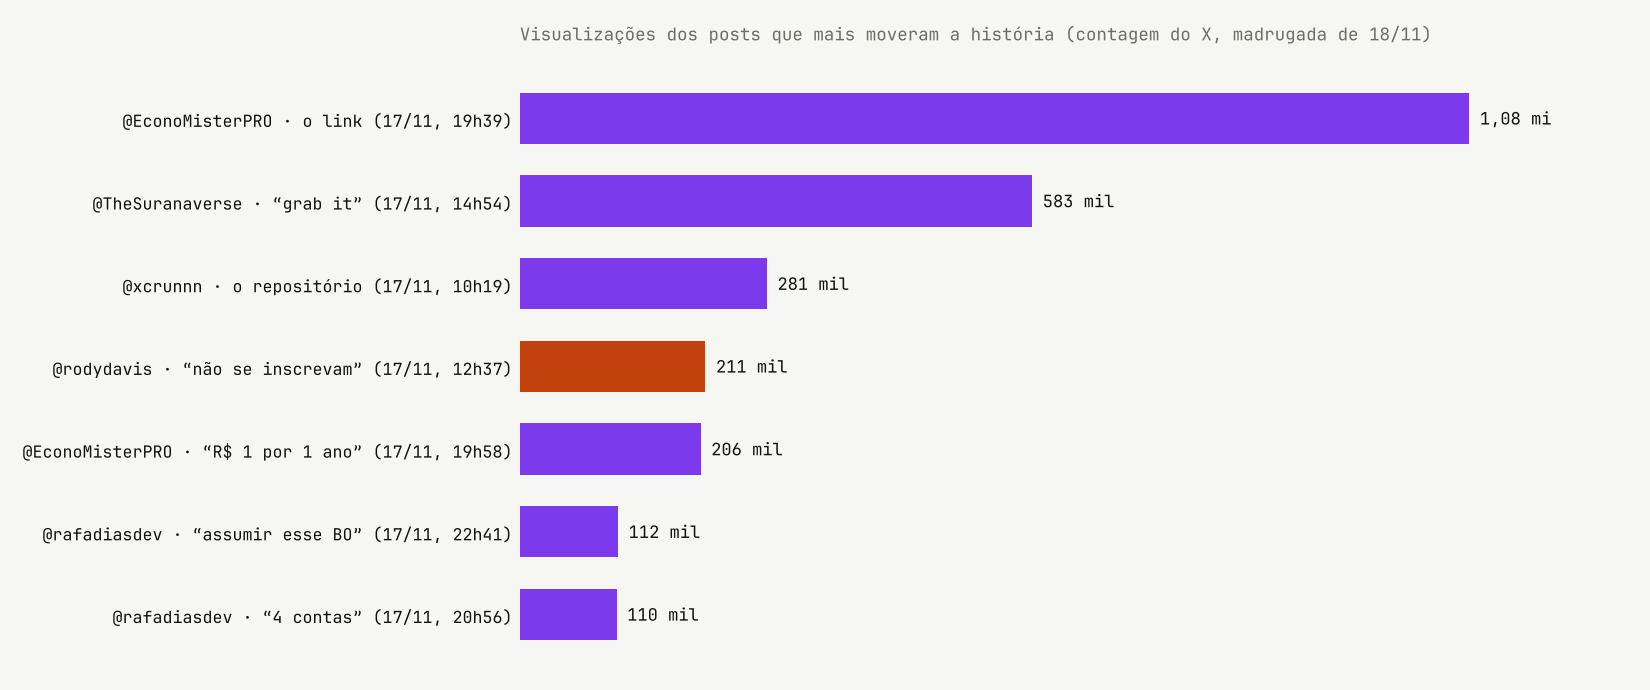 Visualizações dos posts que mais moveram a história (contagem do X, madrugada de 18/11)
@EconoMisterPRO · o link (17/11, 19h39) 1,08 mi
@TheSuranaverse · “grab it” (17/11, 14h54) 583 mil
@xcrunnn · o repositório (17/11, 10h19) 281 mil
@rodydavis · “não se inscrevam” (17/11, 12h37) 211 mil
@EconoMisterPRO · “R$ 1 por 1 ano” (17/11, 19h58) 206 mil
@rafadiasdev · “assumir esse BO” (17/11, 22h41) 112 mil
@rafadiasdev · “4 contas” (17/11, 20h56) 110 mil